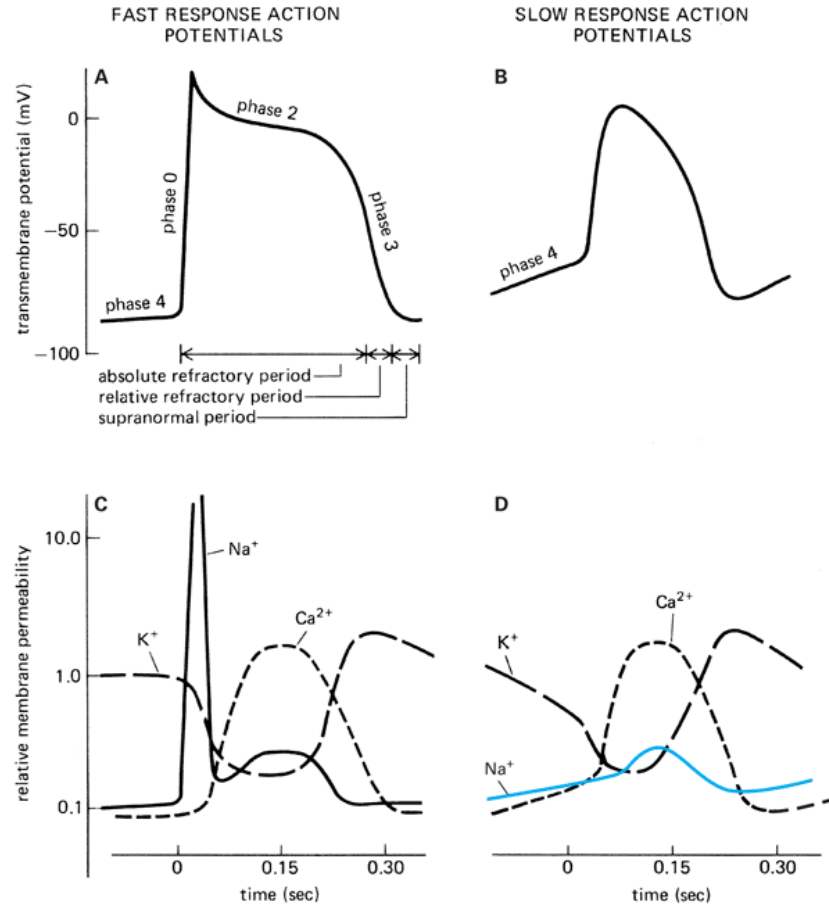 FAST RESPONSE ACTION
POTENTIALS
SLOW RESPONSE ACTION
POTENTIALS
A
B
transmembrane potential (mV)
0
−50
−100
phase 4
phase 0
phase 2
phase 3
phase 4
absolute refractory period
relative refractory period
supranormal period
C
D
relative membrane permeability
10.0
1.0
0.1
K⁺
Na⁺
Ca²⁺
K⁺
Ca²⁺
Na⁺
0 0.15 0.30
time (sec)
0 0.15 0.30
time (sec)